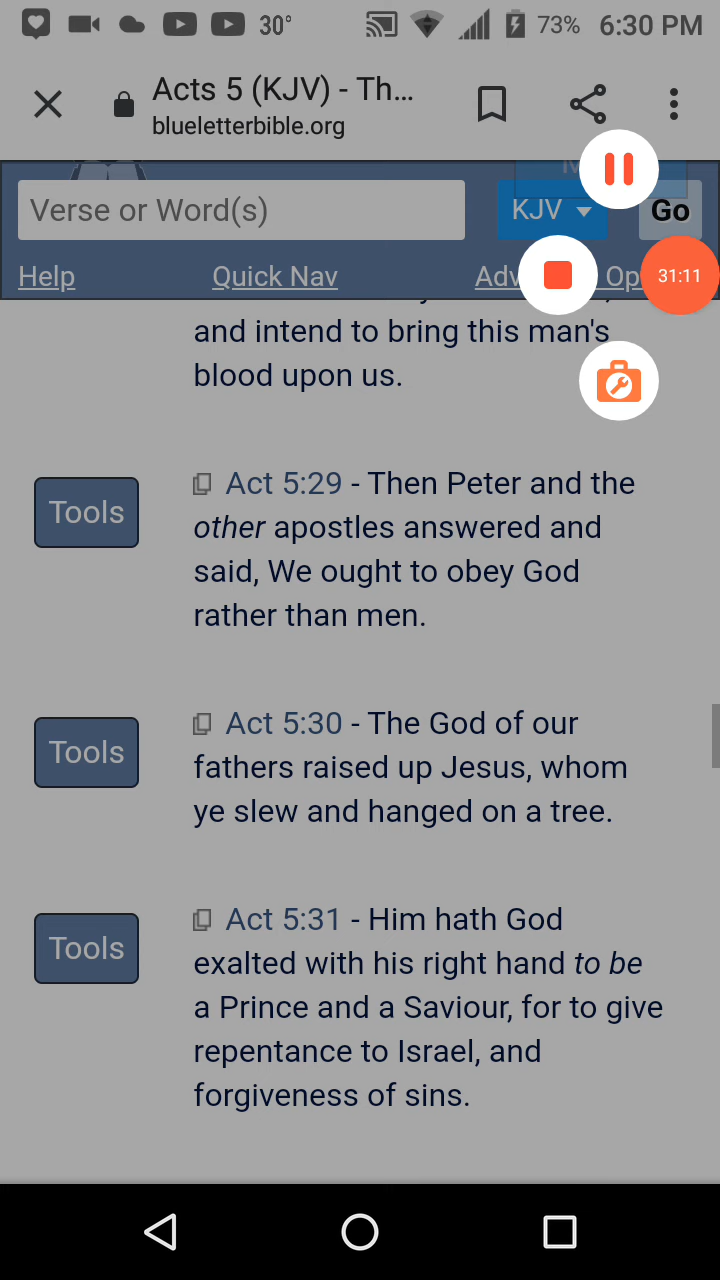 30° 73% 6:30 PM
Acts 5 (KJV) - Th...
blueletterbible.org
Verse or Word(s) KJV Go
Help Quick Nav Adv Op 31:11
and intend to bring this man's
blood upon us.
Tools
Act 5:29 - Then Peter and the
other apostles answered and
said, We ought to obey God
rather than men.
Tools
Act 5:30 - The God of our
fathers raised up Jesus, whom
ye slew and hanged on a tree.
Tools
Act 5:31 - Him hath God
exalted with his right hand to be
a Prince and a Saviour, for to give
repentance to Israel, and
forgiveness of sins.